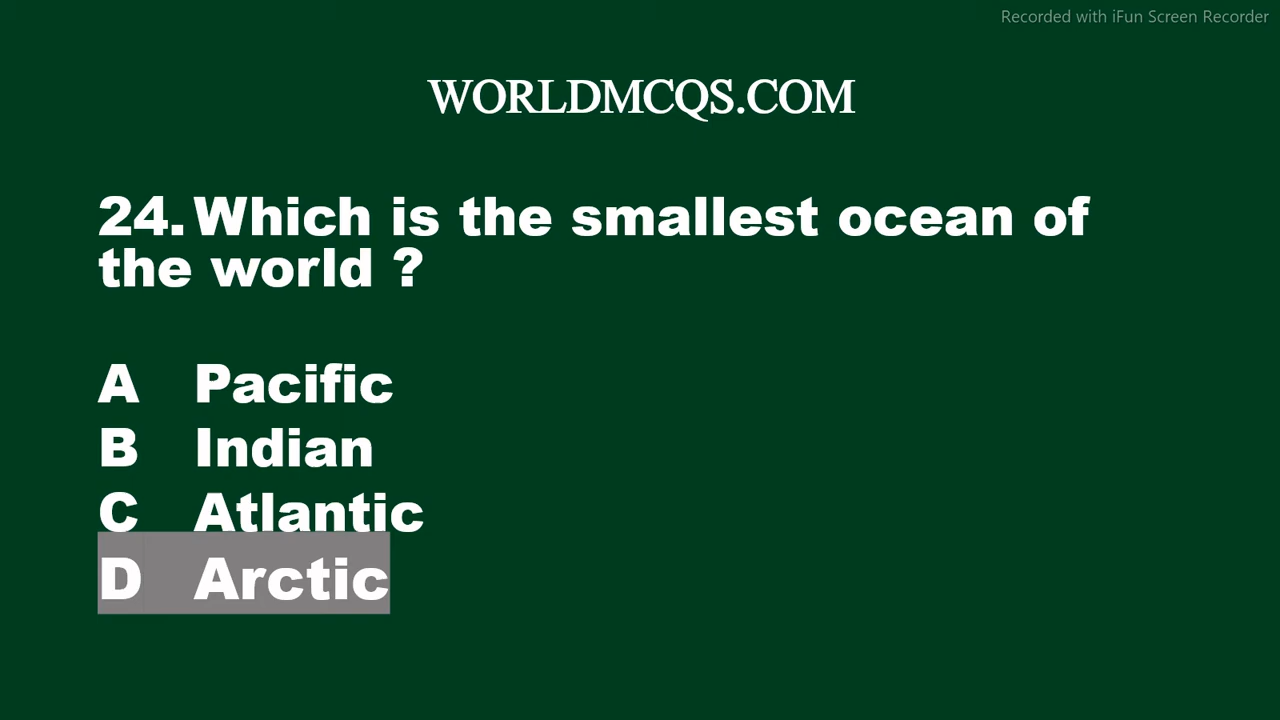 Recorded with iFun Screen Recorder
WORLDMCQS.COM
24. Which is the smallest ocean of
the world ?
A Pacific
B Indian
C Atlantic
D Arctic